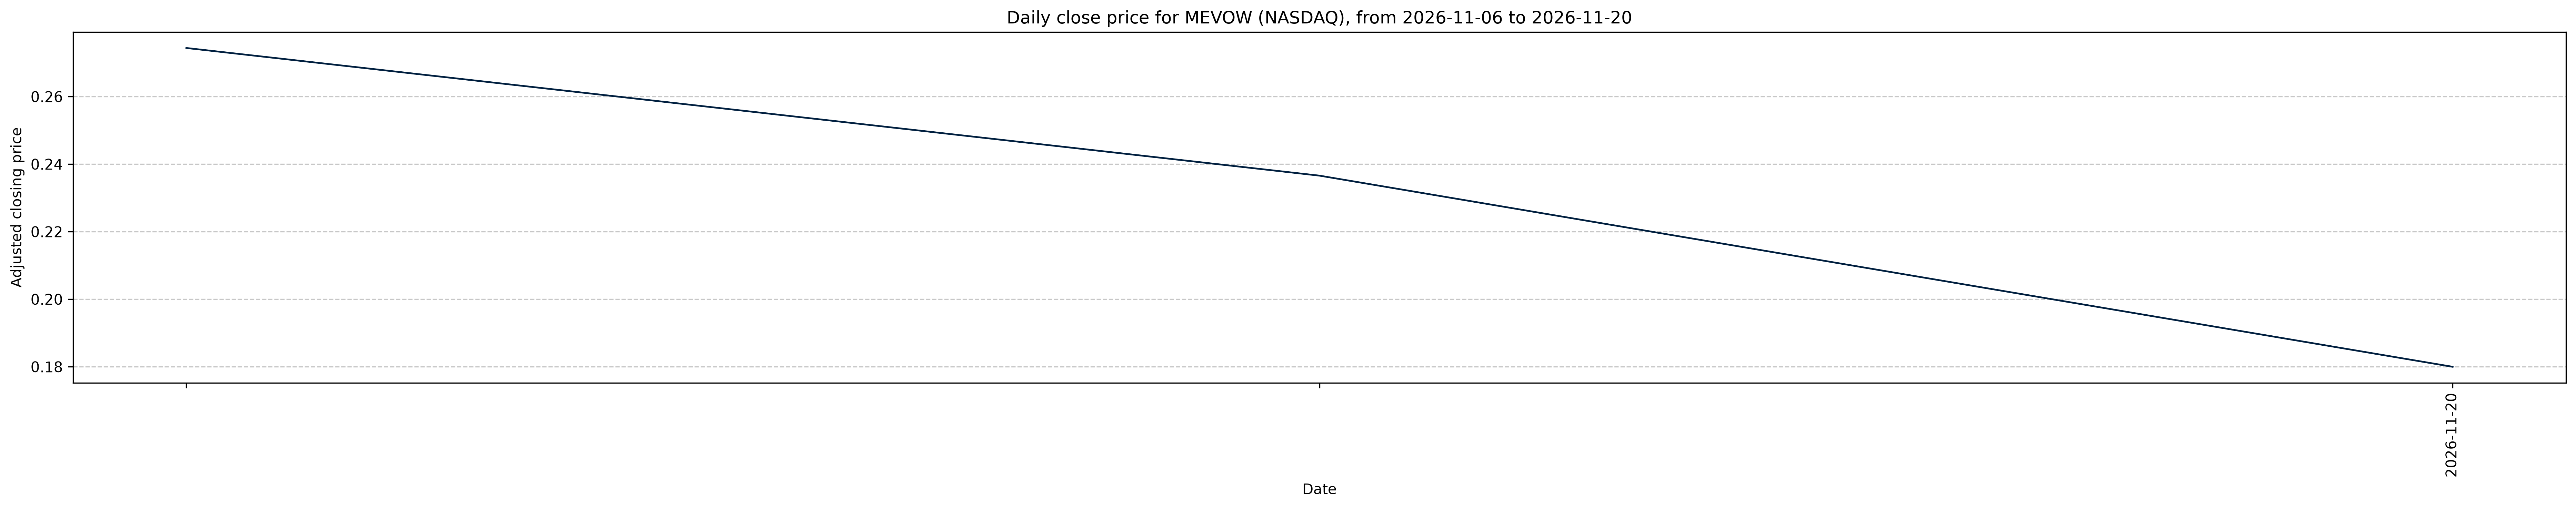 Daily close price for MEVOW (NASDAQ), from 2026-11-06 to 2026-11-20
Adjusted closing price
0.26
0.24
0.22
0.20
0.18
2026-11-20
Date